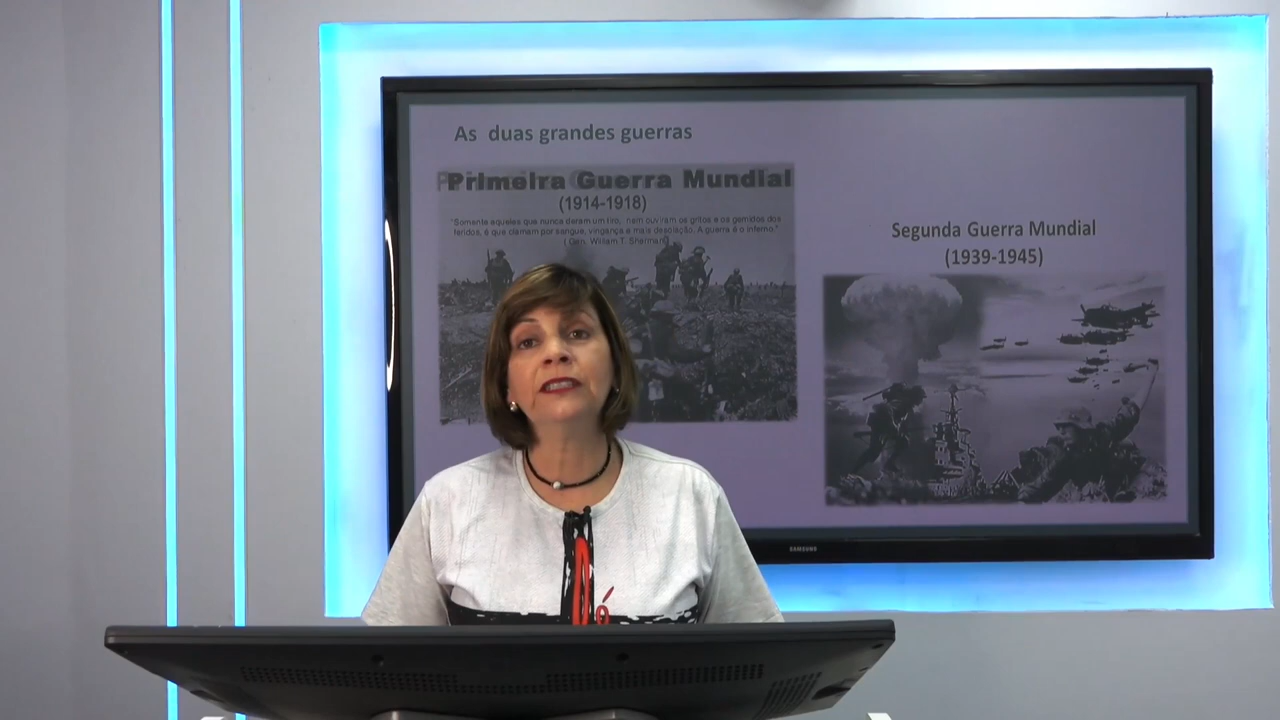 As duas grandes guerras
Primeira Guerra Mundial
(1914-1918)
"Somente aqueles que nunca deram um tiro, nem ouviram os gritos e os gemidos dos
feridos, é que clamam por sangue, vingança e mais desolação. A guerra é o inferno."
( Gen. William T. Sherman)
Segunda Guerra Mundial
(1939-1945)
SAMSUNG